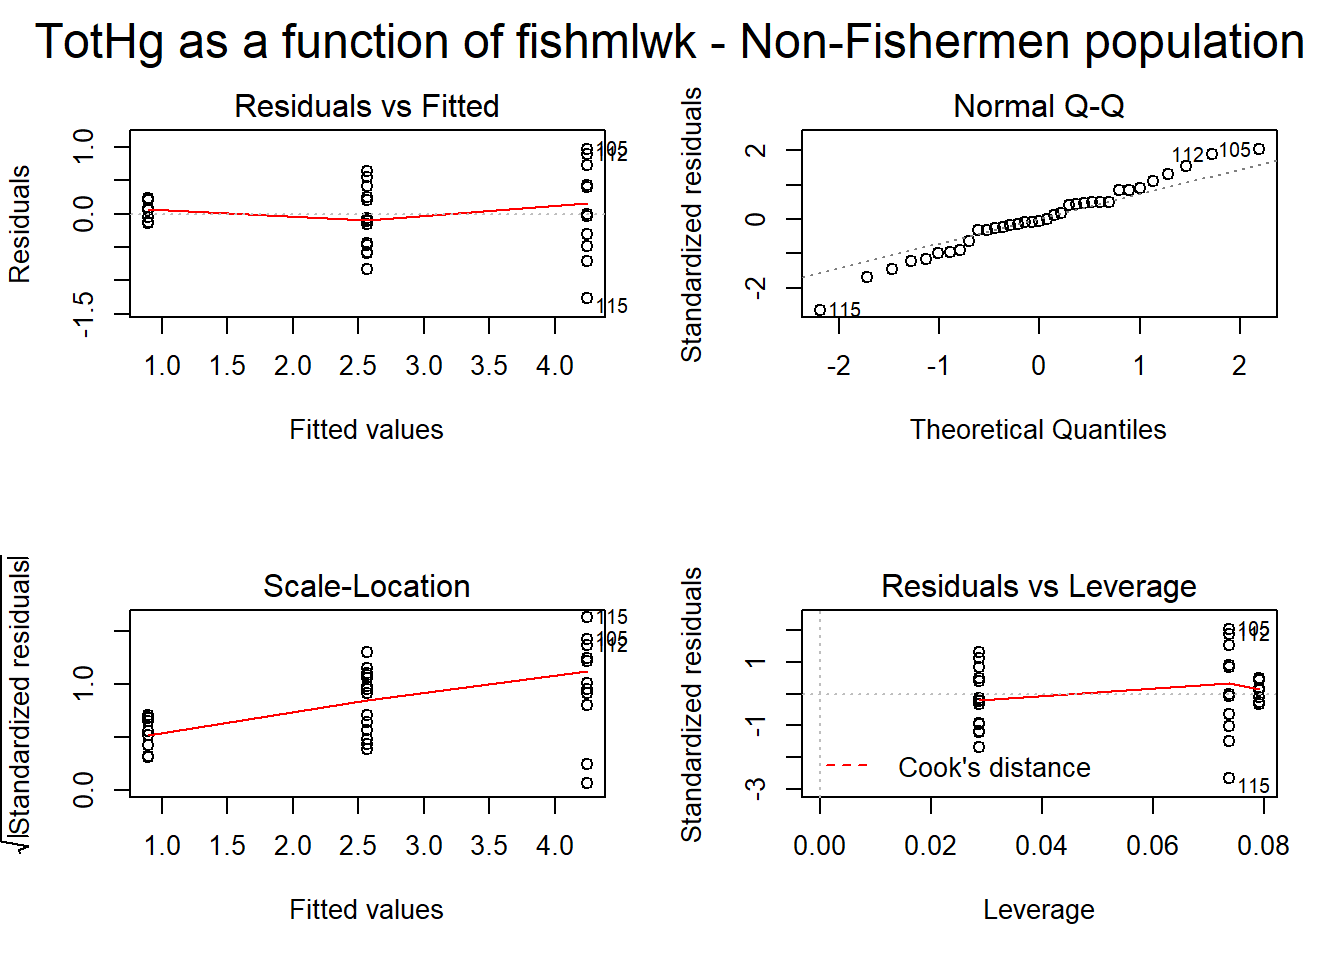 TotHg as a function of fishmlwk - Non-Fishermen population
Residuals vs Fitted
Residuals
1.0
0.0
-1.5
105
112
115
1.0 1.5 2.0 2.5 3.0 3.5 4.0
Fitted values
Normal Q-Q
Standardized residuals
2
0
-2
112 105
115
-2 -1 0 1 2
Theoretical Quantiles
Scale-Location
√|Standardized residuals|
1.0
0.0
115
105
112
1.0 1.5 2.0 2.5 3.0 3.5 4.0
Fitted values
Residuals vs Leverage
Standardized residuals
1
-1
-3
105
112
115
Cook's distance
0.00 0.02 0.04 0.06 0.08
Leverage